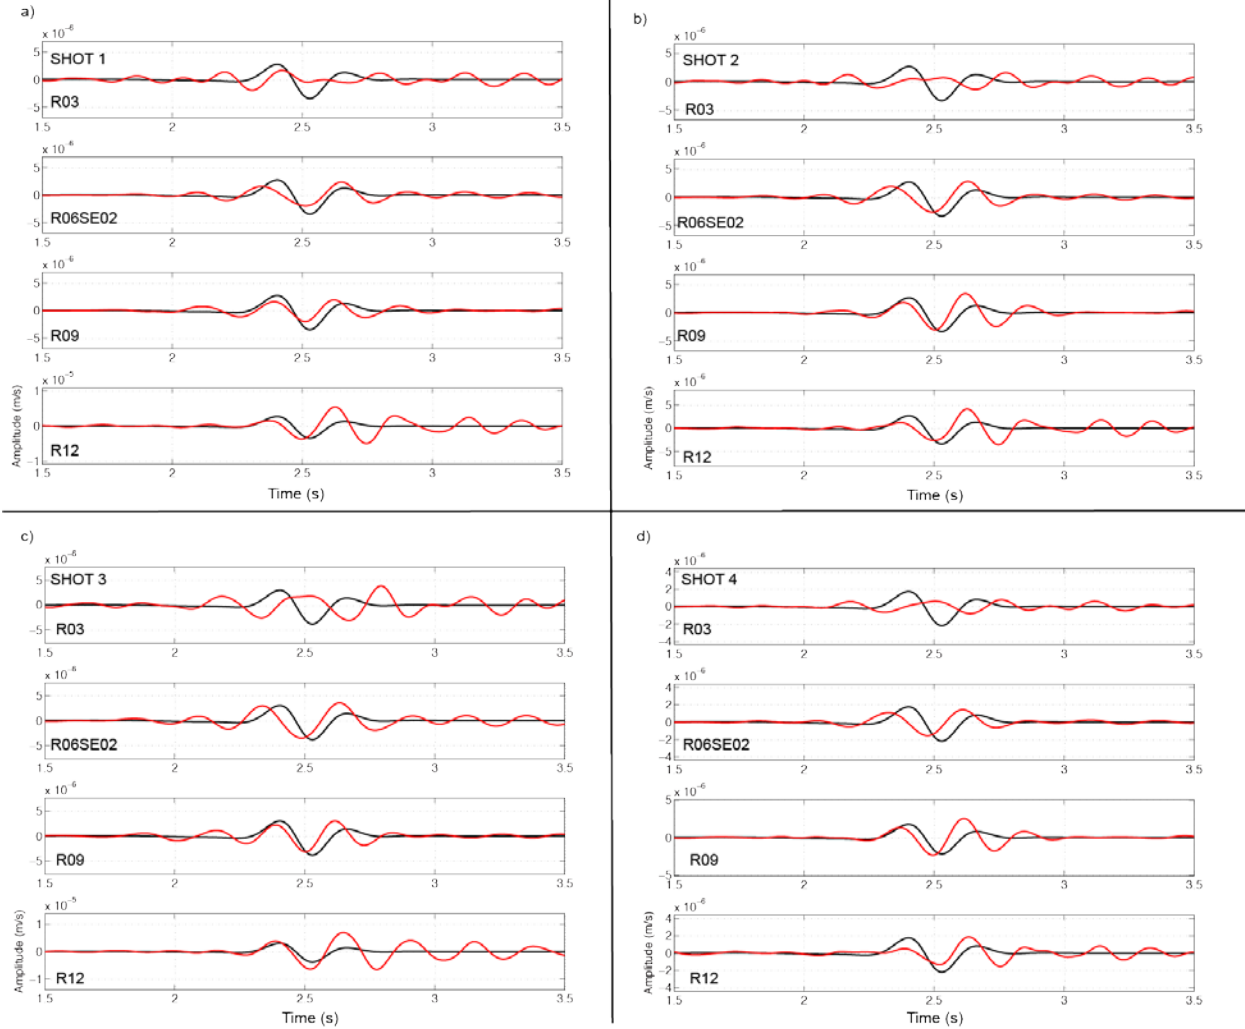 a)
x 10⁻⁶
5
0
−5
SHOT 1
R03
1.5 2 2.5 3 3.5
x 10⁻⁶
5
0
−5
R06SE02
1.5 2 2.5 3 3.5
x 10⁻⁶
5
0
−5
R09
1.5 2 2.5 3 3.5
x 10⁻⁵
1
0
−1
Amplitude (m/s)
R12
1.5 2 2.5 3 3.5
Time (s)
b)
x 10⁻⁶
5
0
−5
SHOT 2
R03
1.5 2 2.5 3 3.5
x 10⁻⁶
5
0
−5
R06SE02
1.5 2 2.5 3 3.5
x 10⁻⁶
5
0
−5
R09
1.5 2 2.5 3 3.5
x 10⁻⁶
5
0
−5
Amplitude (m/s)
R12
1.5 2 2.5 3 3.5
Time (s)
c)
x 10⁻⁶
5
0
−5
SHOT 3
R03
1.5 2 2.5 3 3.5
x 10⁻⁶
5
0
−5
R06SE02
1.5 2 2.5 3 3.5
x 10⁻⁶
5
0
−5
R09
1.5 2 2.5 3 3.5
x 10⁻⁵
1
0
−1
Amplitude (m/s)
R12
1.5 2 2.5 3 3.5
Time (s)
d)
x 10⁻⁶
4
2
0
−2
−4
SHOT 4
R03
1.5 2 2.5 3 3.5
x 10⁻⁶
4
2
0
−2
−4
R06SE02
1.5 2 2.5 3 3.5
x 10⁻⁶
5
0
−5
R09
1.5 2 2.5 3 3.5
x 10⁻⁶
4
2
0
−2
−4
Amplitude (m/s)
R12
1.5 2 2.5 3 3.5
Time (s)